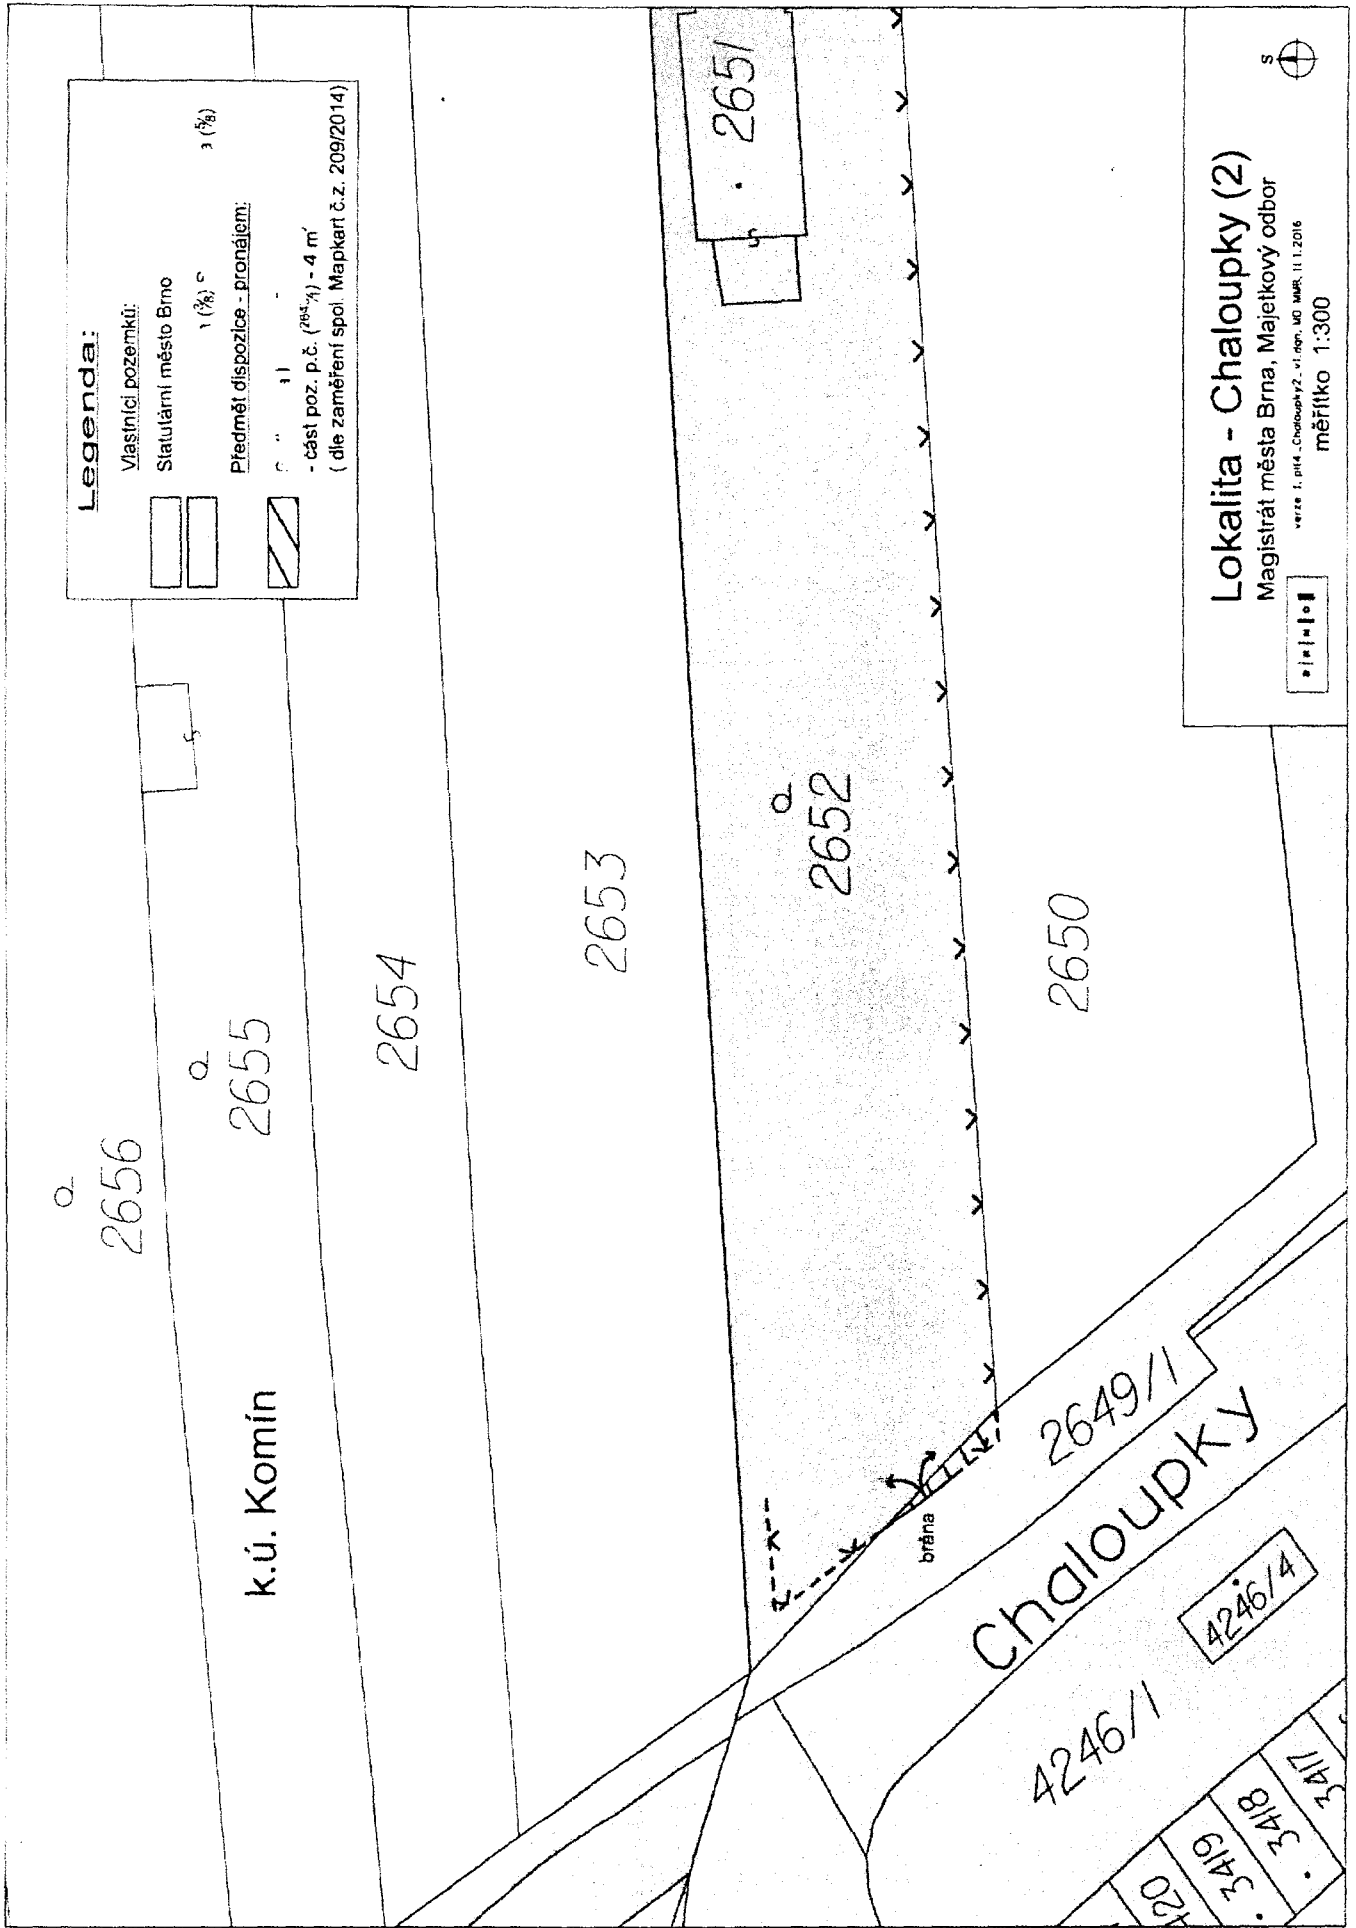 Legenda:
Vlastníci pozemků:
Statutární město Brno
Předmět dispozice - pronájem:
- část poz. p.č. - 4 m²
( dle zaměření spol. Mapkart č.z. 209/2014)
2656
2655
2654
2653
2652
2651
2650
k.ú. Komín
brána
2649/1
Chaloupky
4246/1
4246/4
420
3419
3418
3417
S
Lokalita - Chaloupky (2)
Magistrát města Brna, Majetkový odbor
měřítko 1:300